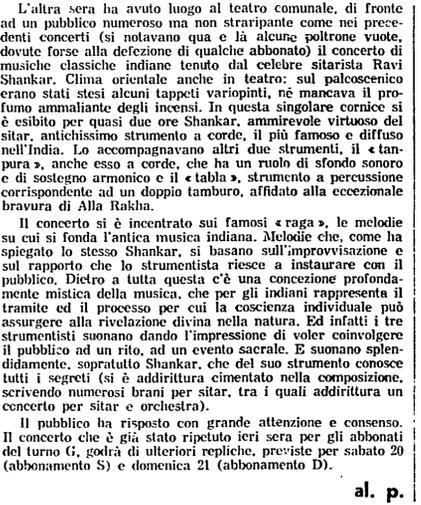 L'altra sera ha avuto luogo al teatro comunale, di fronte
ad un pubblico numeroso ma non straripante come nei prece-
denti concerti (si notavano qua e là alcune poltrone vuote,
dovute forse alla defezione di qualche abbonato) il concerto di
musiche classiche indiane tenuto dal celebre sitarista Ravi
Shankar. Clima orientale anche in teatro: sul palcoscenico
erano stati stesi alcuni tappeti variopinti, né mancava il pro-
fumo ammaliante degli incensi. In questa singolare cornice si
è esibito per quasi due ore Shankar, ammirevole virtuoso del
sitar, antichissimo strumento a corde, il più famoso e diffuso
nell'India. Lo accompagnavano altri due strumenti, il «tan-
pura», anche esso a corde, che ha un ruolo di sfondo sonoro
e di sostegno armonico e il «tabla», strumento a percussione
corrispondente ad un doppio tamburo, affidato alla eccezionale
bravura di Alla Rakha.
Il concerto si è incentrato sui famosi «raga», le melodie
su cui si fonda l'antica musica indiana. Melodie che, come ha
spiegato lo stesso Shankar, si basano sull'improvvisazione e
sul rapporto che lo strumentista riesce a instaurare con il
pubblico. Dietro a tutta questa c'è una concezione profonda-
mente mistica della musica, che per gli indiani rappresenta il
tramite ed il processo per cui la coscienza individuale può
assurgere alla rivelazione divina nella natura. Ed infatti i tre
strumentisti suonano dando l'impressione di voler coinvolgere
il pubblico ad un rito, ad un evento sacrale. E suonano splen-
didamente, sopratutto Shankar, che del suo strumento conosce
tutti i segreti (si è addirittura cimentato nella composizione,
scrivendo numerosi brani per sitar, tra i quali addirittura un
concerto per sitar e orchestra).
Il pubblico ha risposto con grande attenzione e consenso.
Il concerto che è già stato ripetuto ieri sera per gli abbonati
del turno G, godrà di ulteriori repliche, previste per sabato 20
(abbonamento S) e domenica 21 (abbonamento D).
al. p.